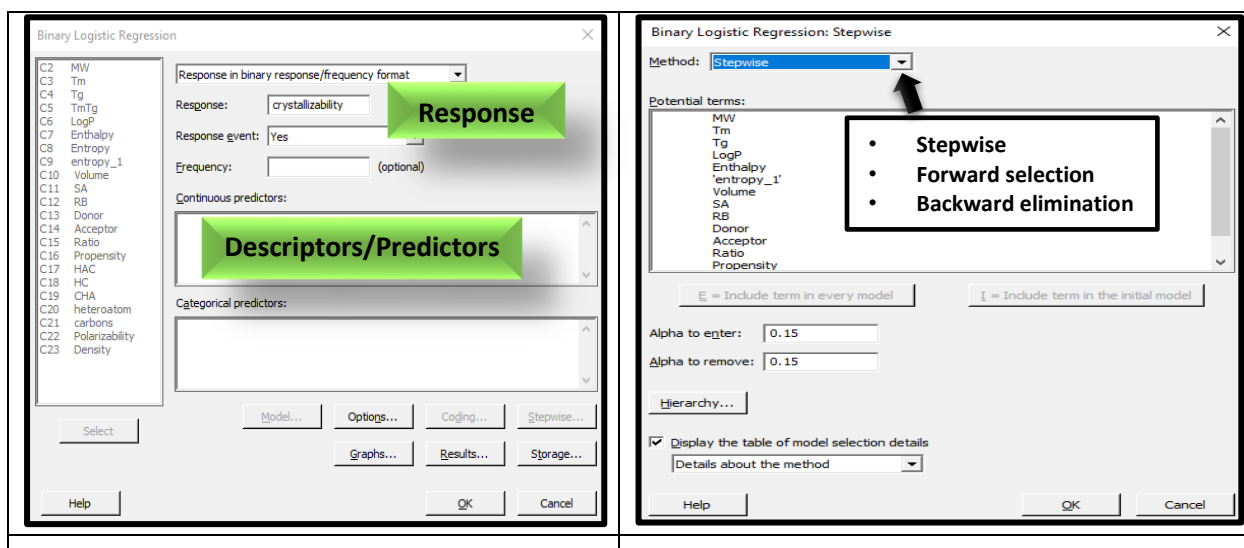 Binary Logistic Regression
C2 MW
C3 Tm
C4 Tg
C5 TmTg
C6 LogP
C7 Enthalpy
C8 Entropy
C9 entropy_1
C10 Volume
C11 SA
C12 RB
C13 Donor
C14 Acceptor
C15 Ratio
C16 Propensity
C17 HAC
C18 HC
C19 CHA
C20 heteroatom
C21 carbons
C22 Polarizability
C23 Density
Select
Help
Response in binary response/frequency format
Response: crystallizability
Response
Response event: Yes
Frequency: (optional)
Continuous predictors:
Descriptors/Predictors
Categorical predictors:
Model... Options... Coding... Stepwise...
Graphs... Results... Storage...
OK Cancel
Binary Logistic Regression: Stepwise
Method: Stepwise
Potential terms:
MW
Tm
Tg
LogP
Enthalpy
'entropy_1'
Volume
SA
RB
Donor
Acceptor
Ratio
Propensity
• Stepwise
• Forward selection
• Backward elimination
E = Include term in every model I = Include term in the initial model
Alpha to enter: 0.15
Alpha to remove: 0.15
Hierarchy...
Display the table of model selection details
Details about the method
Help OK Cancel